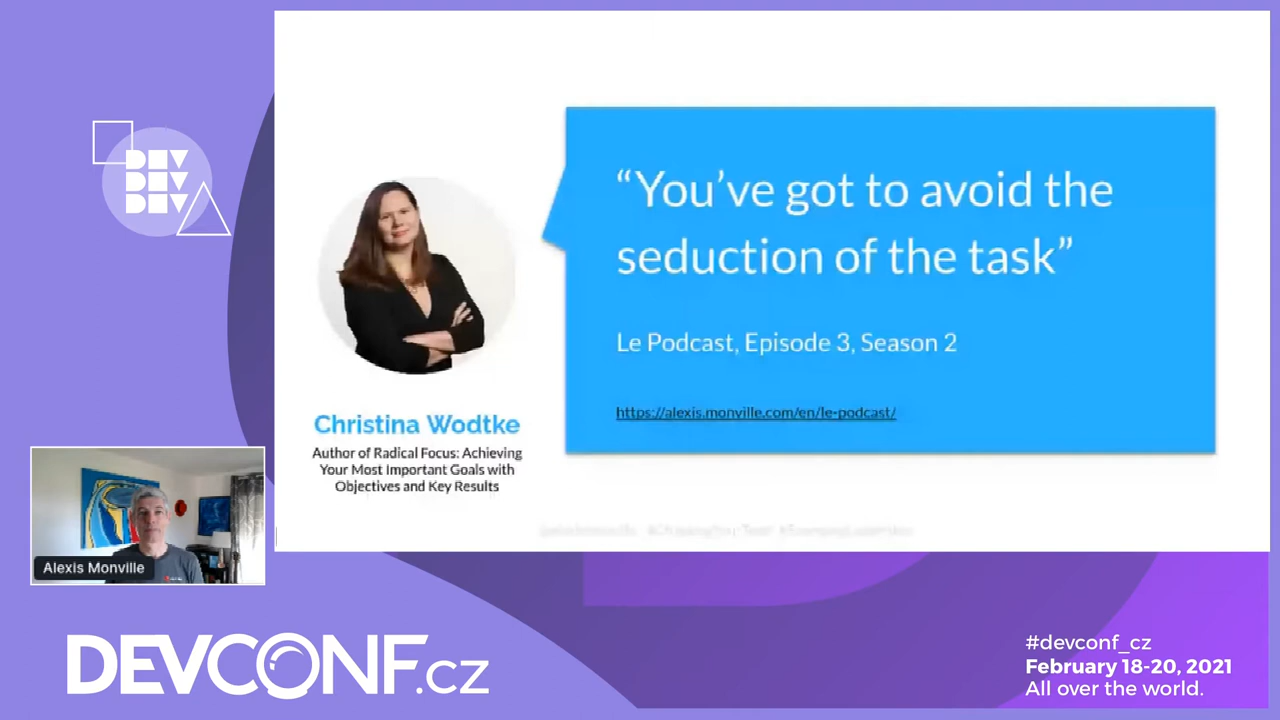 DEV
DEV
DEV
“You’ve got to avoid the
seduction of the task”
Le Podcast, Episode 3, Season 2
https://alexis.monville.com/en/le-podcast/
Christina Wodtke
Author of Radical Focus: Achieving
Your Most Important Goals with
Objectives and Key Results
Alexis Monville
DEVCONF.cz
#devconf_cz
February 18-20, 2021
All over the world.